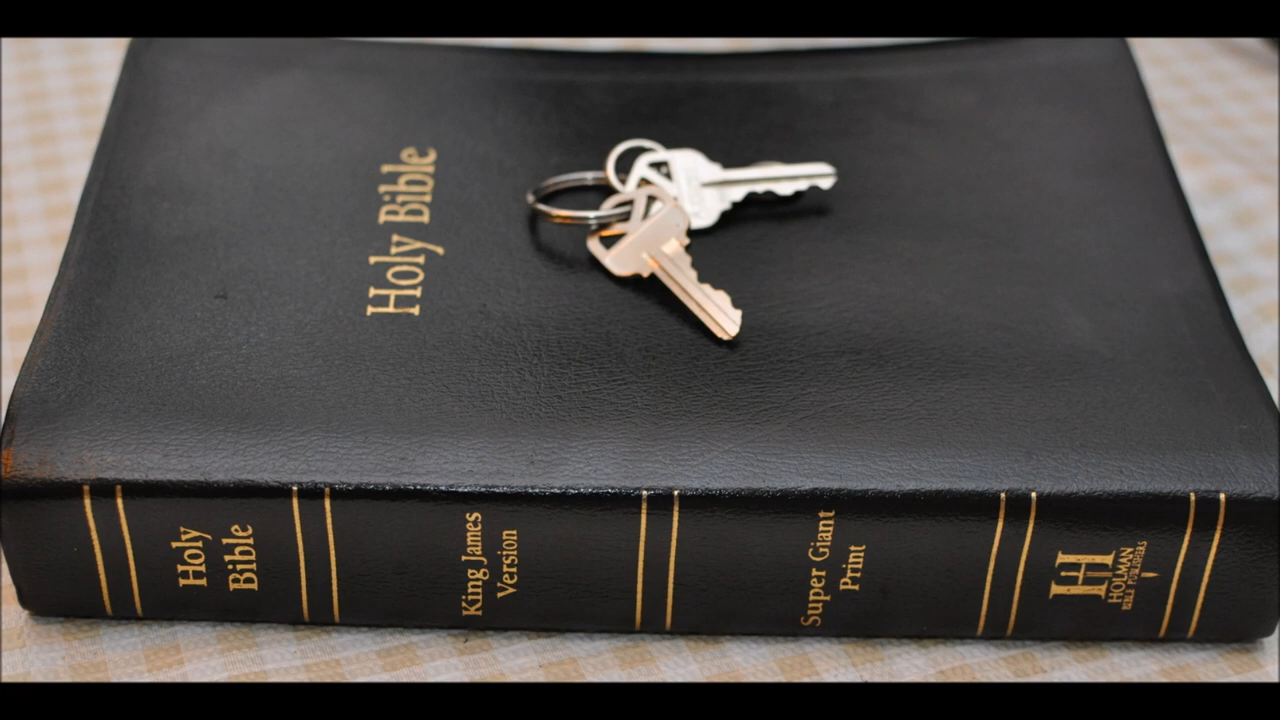 Holy Bible
Holy
Bible
King James
Version
Super Giant
Print
HOLMAN
BIBLE PUBLISHERS